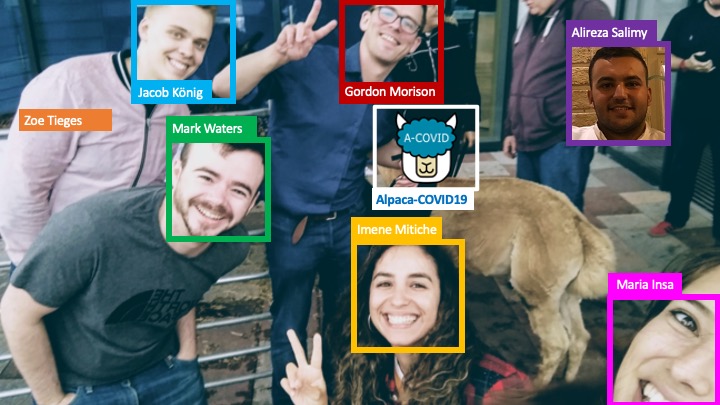 Alireza Salimy
Jacob König
Gordon Morison
Zoe Tieges
Mark Waters
A-COVID
Alpaca-COVID19
Imene Mitiche
Maria Insa